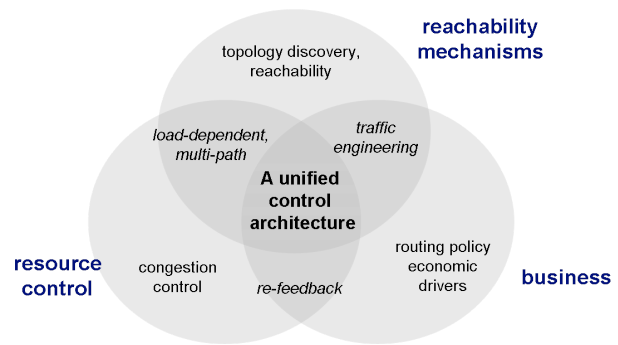 reachability
mechanisms
topology discovery,
reachability
load-dependent,
multi-path
traffic
engineering
A unified
control
architecture
resource
control
congestion
control
re-feedback
routing policy
economic
drivers
business